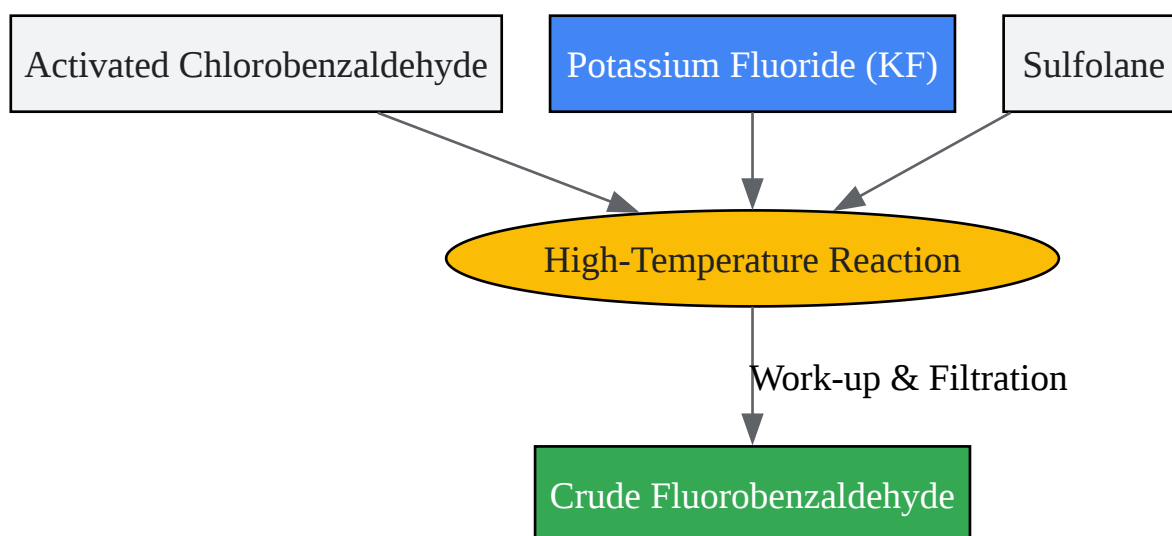 Activated Chlorobenzaldehyde
Potassium Fluoride (KF)
Sulfolane
High-Temperature Reaction
Work-up & Filtration
Crude Fluorobenzaldehyde